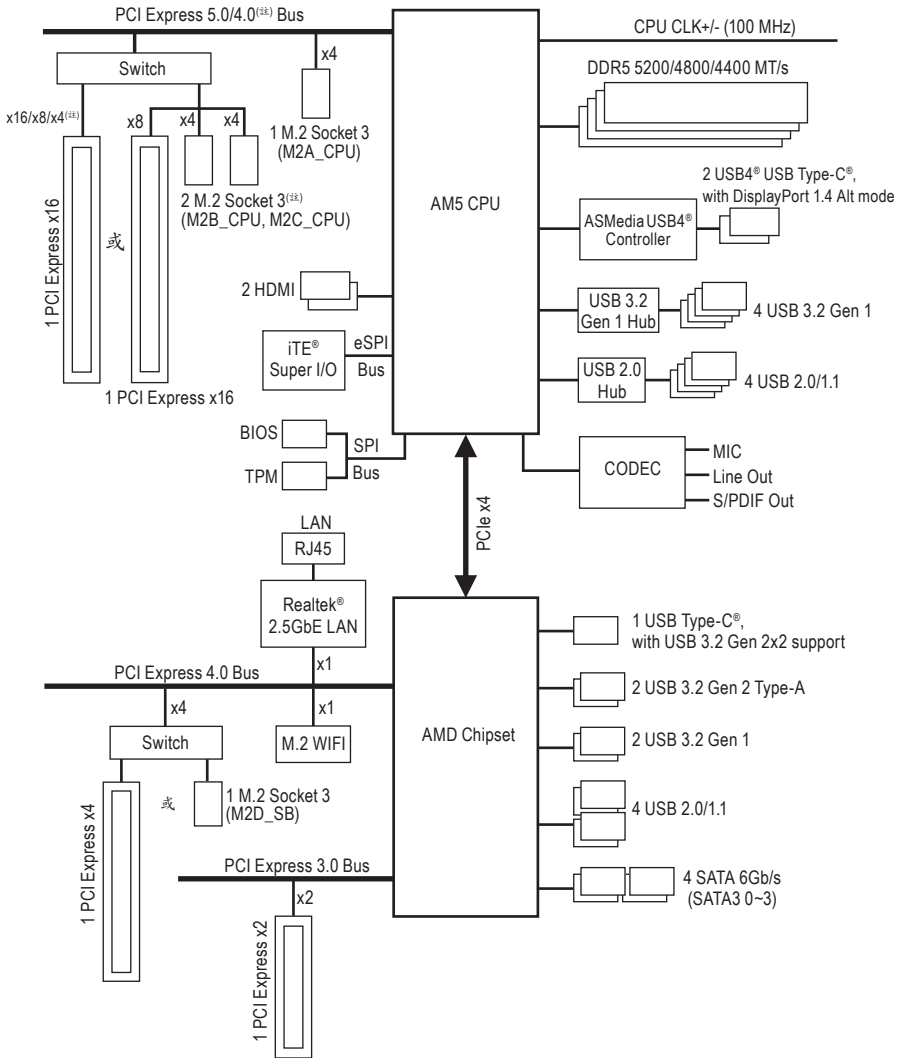 PCI Express 5.0/4.0(註) Bus
Switch
x4
x16/x8/x4(註)
x8
x4
x4
1 M.2 Socket 3
(M2A_CPU)
2 M.2 Socket 3(註)
(M2B_CPU, M2C_CPU)
1 PCI Express x16
或
1 PCI Express x16
2 HDMI
iTE®
Super I/O
eSPI
Bus
BIOS
TPM
SPI
Bus
AM5 CPU
CPU CLK+/- (100 MHz)
DDR5 5200/4800/4400 MT/s
2 USB4® USB Type-C®,
with DisplayPort 1.4 Alt mode
ASMedia USB4®
Controller
USB 3.2
Gen 1 Hub
4 USB 3.2 Gen 1
USB 2.0
Hub
4 USB 2.0/1.1
CODEC
MIC
Line Out
S/PDIF Out
PCIe x4
LAN
RJ45
Realtek®
2.5GbE LAN
x1
PCI Express 4.0 Bus
x4
x1
Switch
M.2 WIFI
1 PCI Express x4
或
1 M.2 Socket 3
(M2D_SB)
PCI Express 3.0 Bus
x2
1 PCI Express x2
AMD Chipset
1 USB Type-C®,
with USB 3.2 Gen 2x2 support
2 USB 3.2 Gen 2 Type-A
2 USB 3.2 Gen 1
4 USB 2.0/1.1
4 SATA 6Gb/s
(SATA3 0~3)